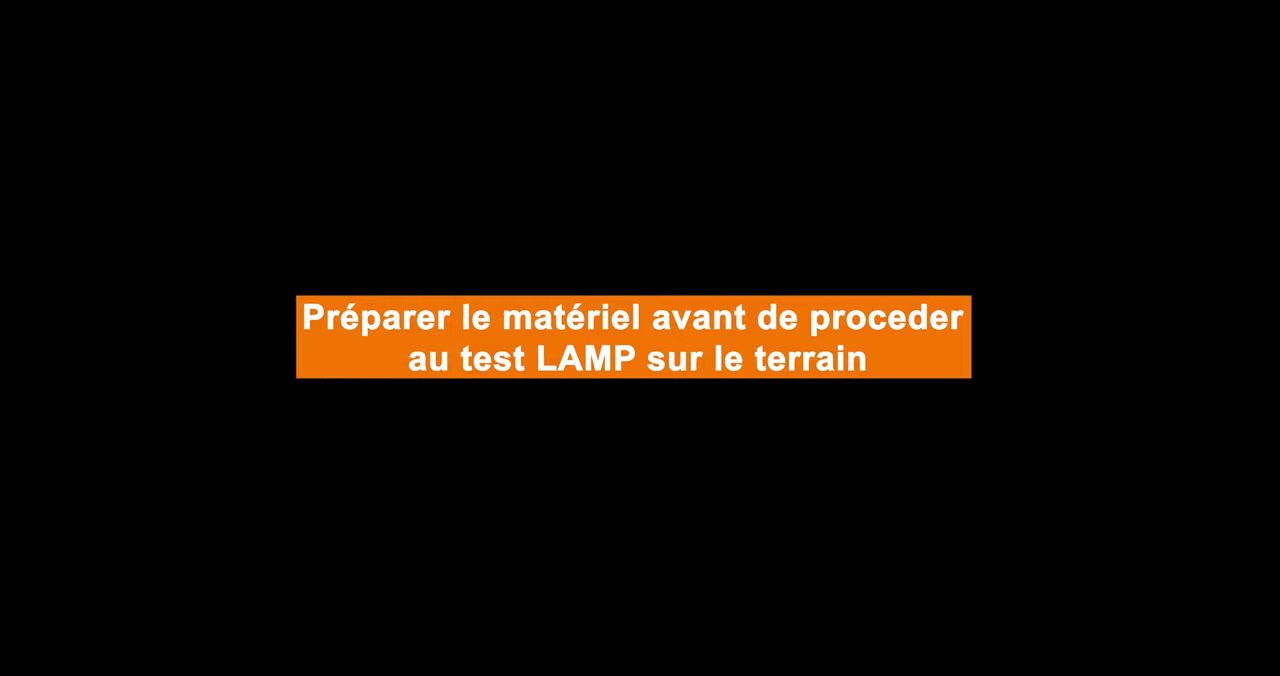 Préparer le matériel avant de proceder
au test LAMP sur le terrain